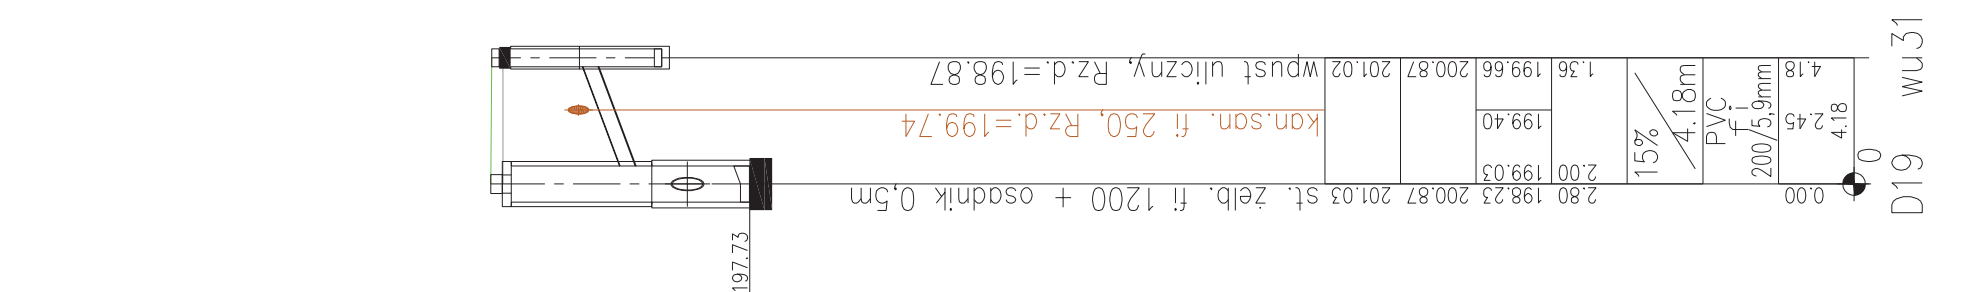 wpust uliczny, Rz.d.=198.87
201.02
200.87
199.66
1.36
4.18
kan.san. fi 250, Rz.d.=199.74
199.40
2.45
st. żelb. fi 1200 + osadnik 0,5m
201.03
200.87
199.03
198.23
2.00
2.80
0.00
15%
4.18m
PVC
fi
200/5,9mm
4.18
0
D19
wu31
197.73